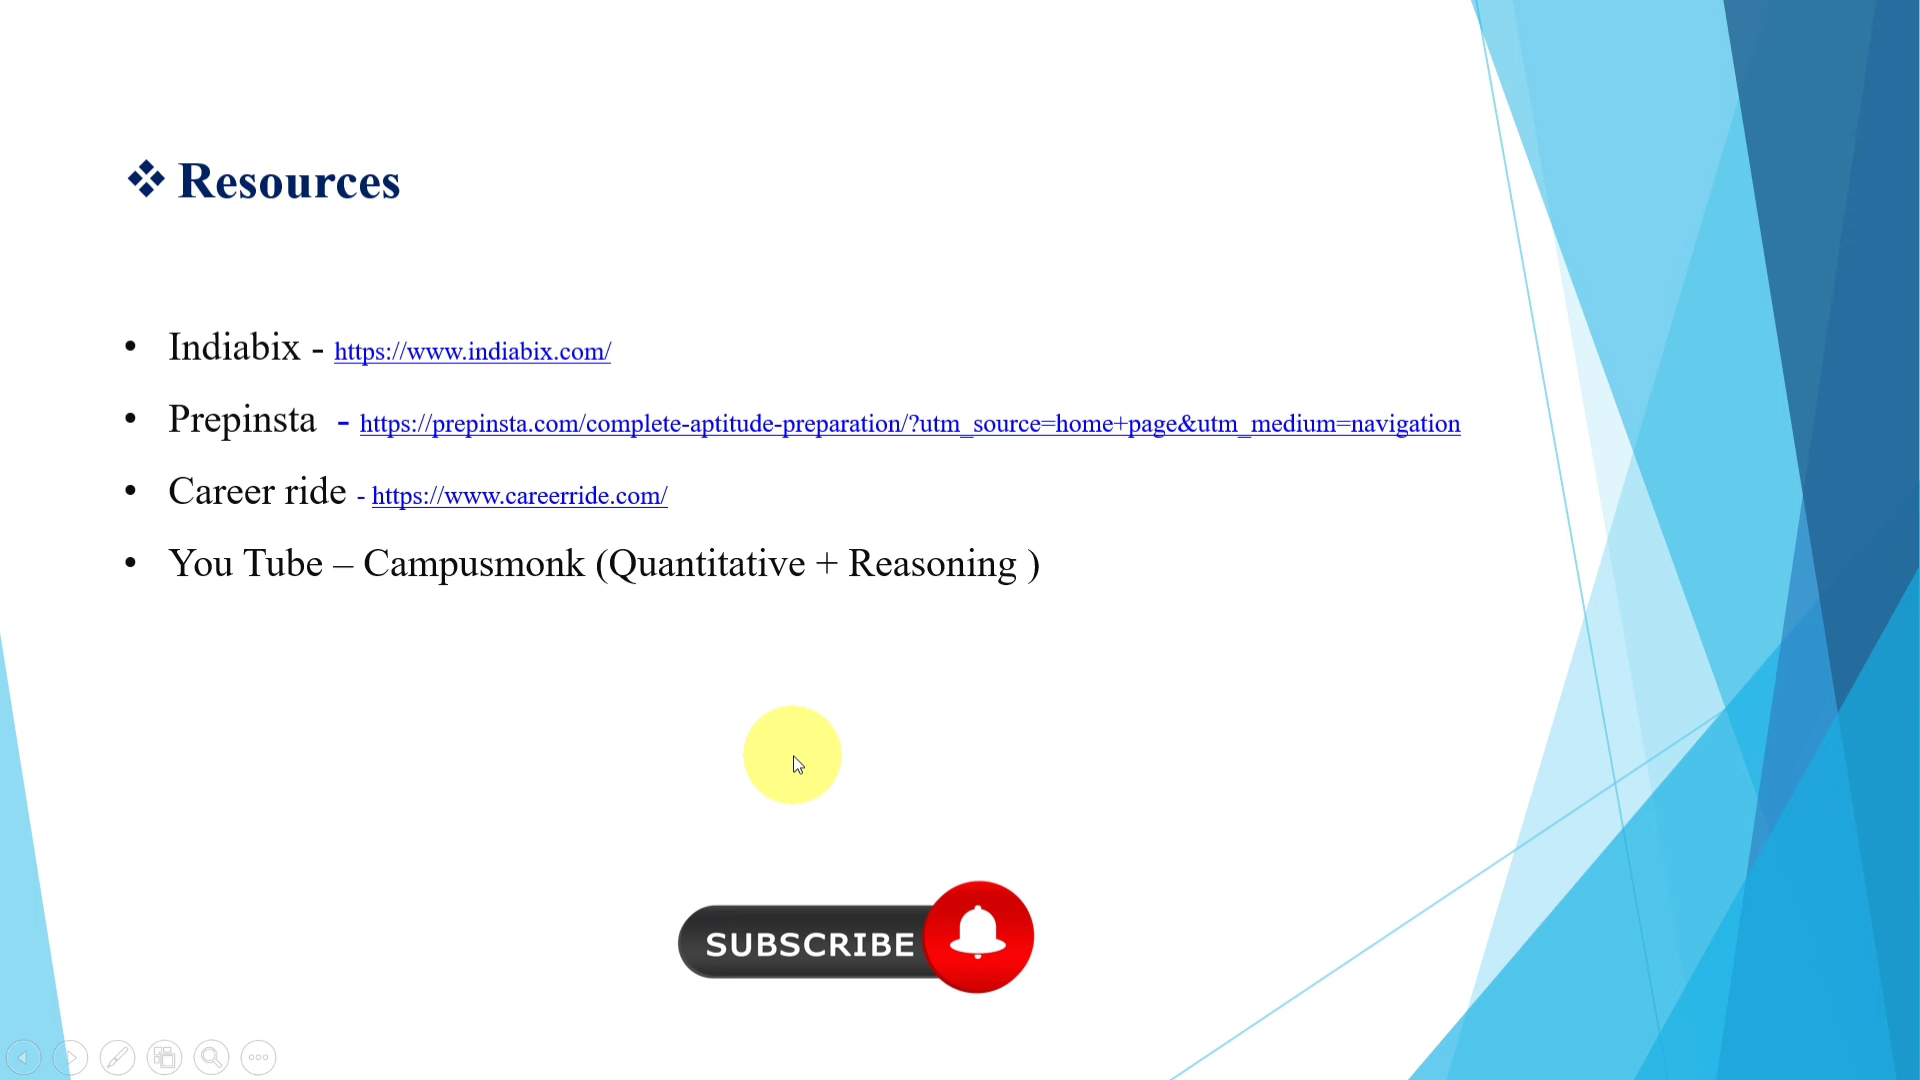 ❖ Resources
• Indiabix - https://www.indiabix.com/
• Prepinsta - https://prepinsta.com/complete-aptitude-preparation/?utm_source=home+page&utm_medium=navigation
• Career ride - https://www.careerride.com/
• You Tube – Campusmonk (Quantitative + Reasoning )
SUBSCRIBE